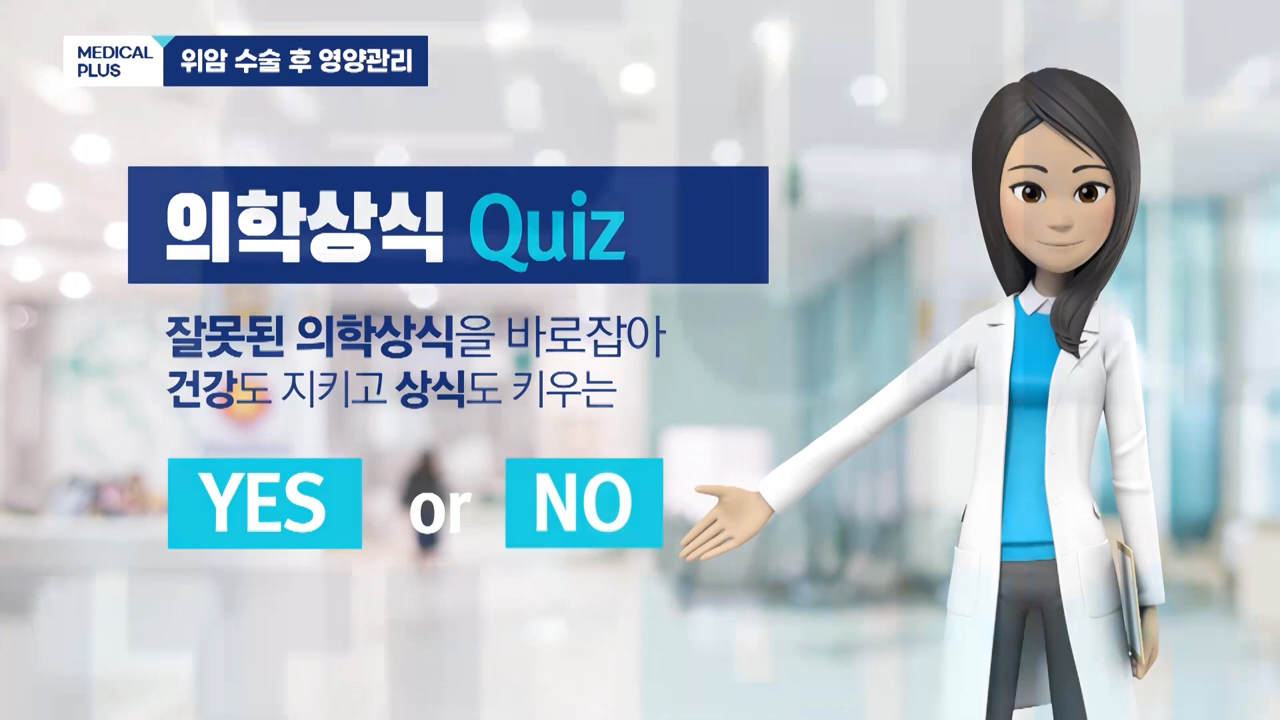 MEDICAL
PLUS
위암 수술 후 영양관리
의학상식 Quiz
잘못된 의학상식을 바로잡아
건강도 지키고 상식도 키우는
YES or NO